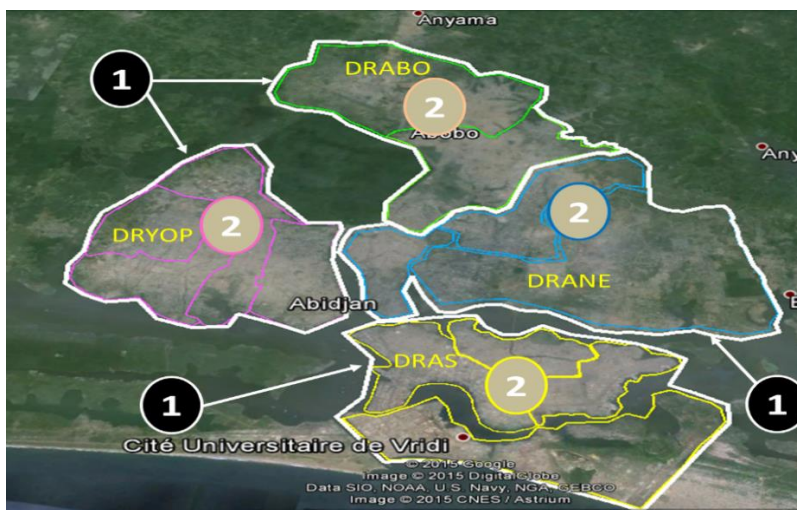 Anyama
DRABO
1
2
Abobo
Any
2
2
DRYOP
DRANE
Abidjan
DRAS
2
1
1
Cité Universitaire de Vridi
© 2015 Google
Image © 2015 DigitalGlobe
Data SIO, NOAA, U.S. Navy, NGA, GEBCO
Image © 2015 CNES / Astrium